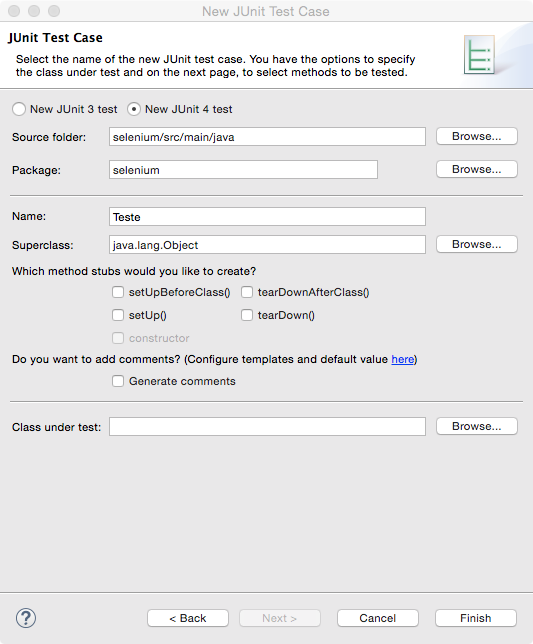 New JUnit Test Case
JUnit Test Case
Select the name of the new JUnit test case. You have the options to specify
the class under test and on the next page, to select methods to be tested.
New JUnit 3 test New JUnit 4 test
Source folder: selenium/src/main/java Browse...
Package: selenium Browse...
Name: Teste
Superclass: java.lang.Object Browse...
Which method stubs would you like to create?
setUpBeforeClass() tearDownAfterClass()
setUp() tearDown()
constructor
Do you want to add comments? (Configure templates and default value here)
Generate comments
Class under test: Browse...
? < Back Next > Cancel Finish